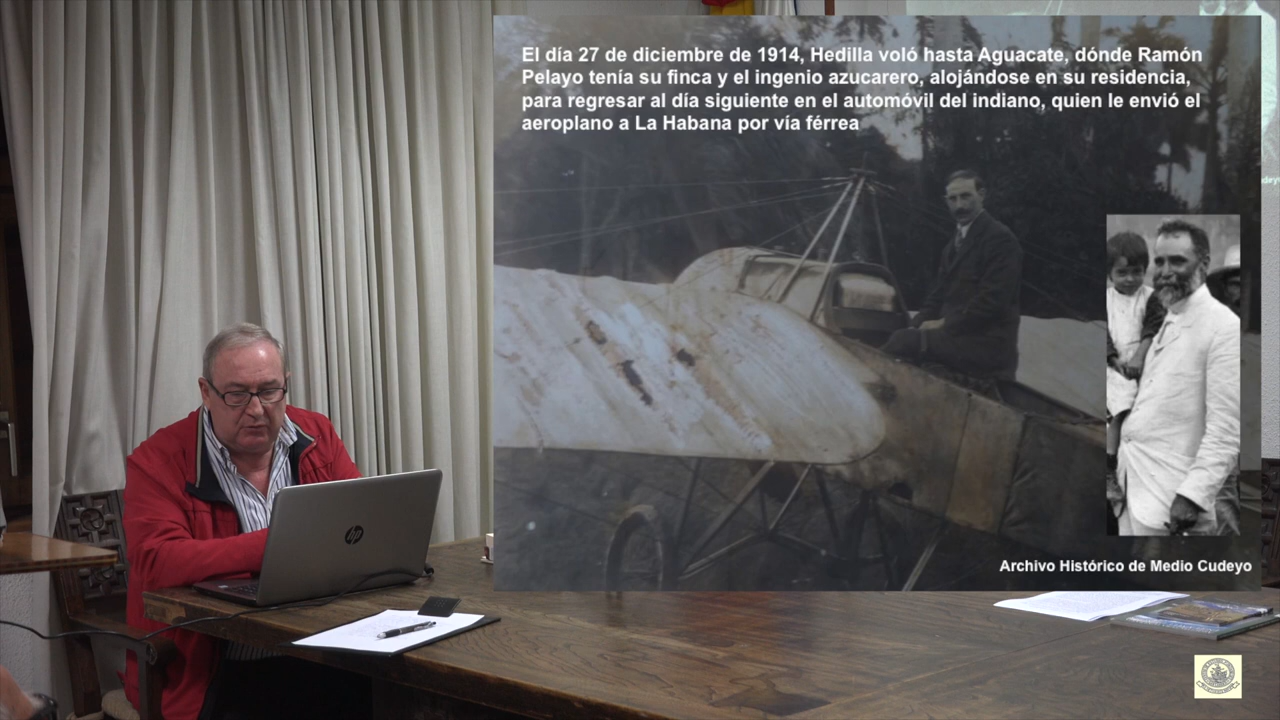 El día 27 de diciembre de 1914, Hedilla voló hasta Aguacate, dónde Ramón
Pelayo tenía su finca y el ingenio azucarero, alojándose en su residencia,
para regresar al día siguiente en el automóvil del indiano, quien le envió el
aeroplano a La Habana por vía férrea
Archivo Histórico de Medio Cudeyo
hp